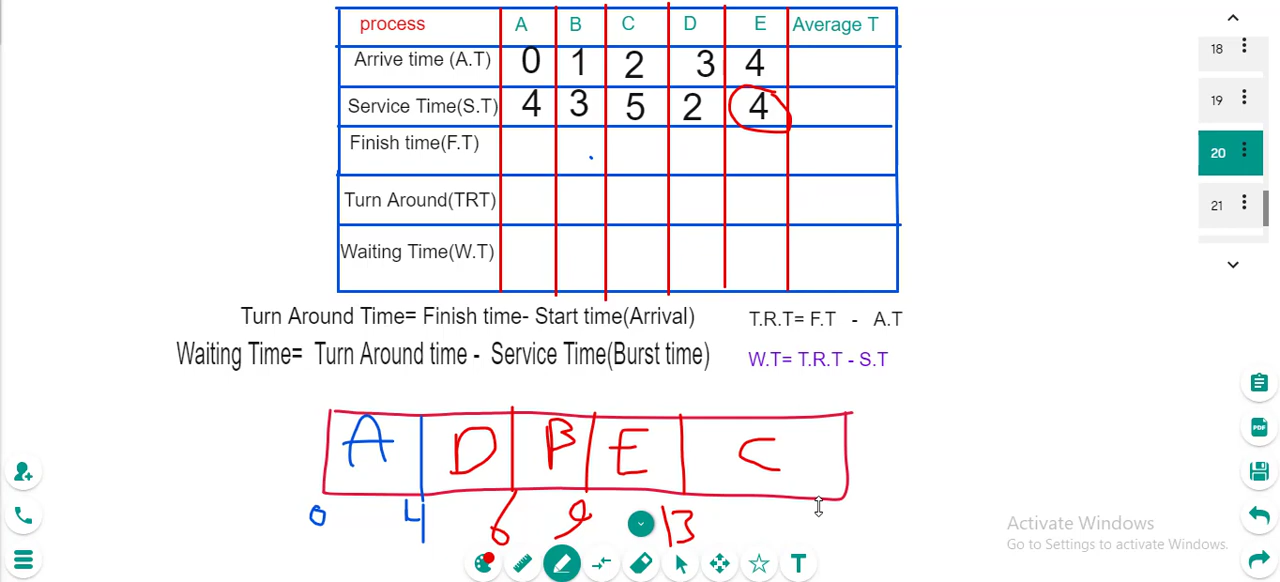 process A B C D E Average T
Arrive time (A.T) 0 1 2 3 4
Service Time(S.T) 4 3 5 2 4
Finish time(F.T)
Turn Around(TRT)
Waiting Time(W.T)
Turn Around Time= Finish time- Start time(Arrival) T.R.T= F.T - A.T
Waiting Time= Turn Around time - Service Time(Burst time) W.T= T.R.T - S.T
A D B E C
0 4 6 9 13
18
19
20
21
PDF
Activate Windows
Go to Settings to activate Windows.
T